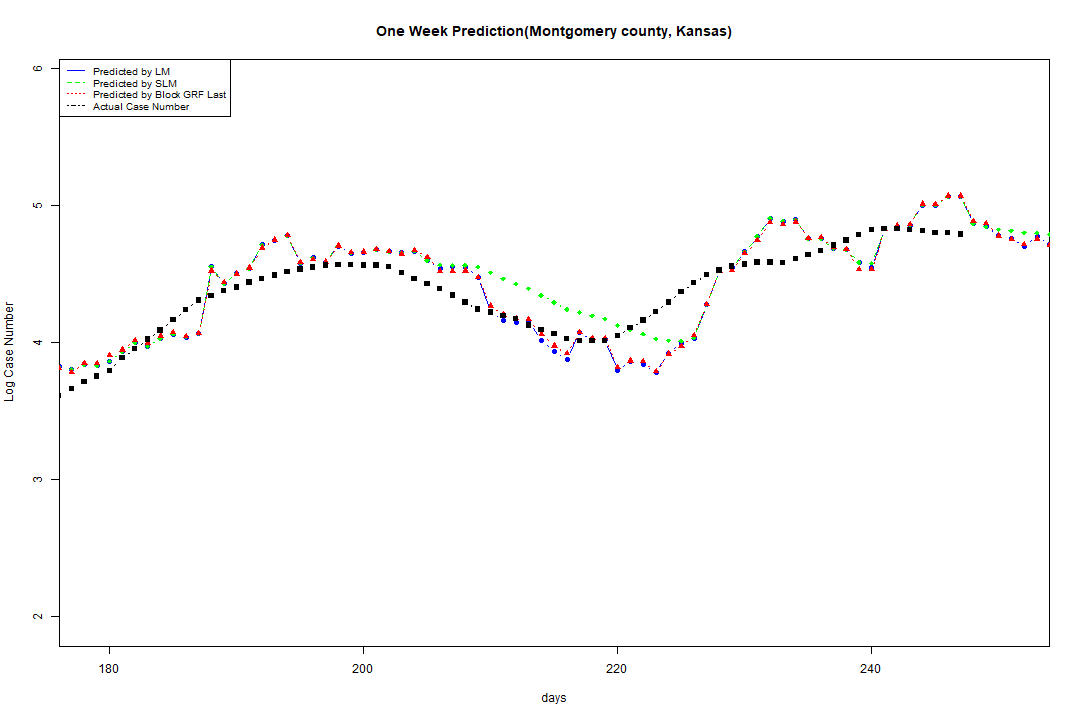 One Week Prediction(Montgomery county, Kansas)
Predicted by LM
Predicted by SLM
Predicted by Block GRF Last
Actual Case Number
6
5
4
3
2
Log Case Number
180
200
220
240
days